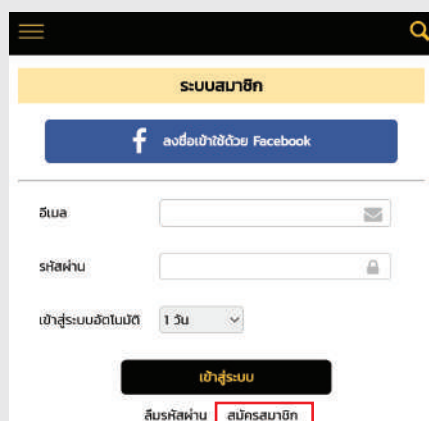 ระบบสมาชิก
f ลงชื่อเข้าใช้ด้วย Facebook
อีเมล
รหัสผ่าน
เข้าสู่ระบบอัตโนมัติ 1 วัน
เข้าสู่ระบบ
ลืมรหัสผ่าน สมัครสมาชิก